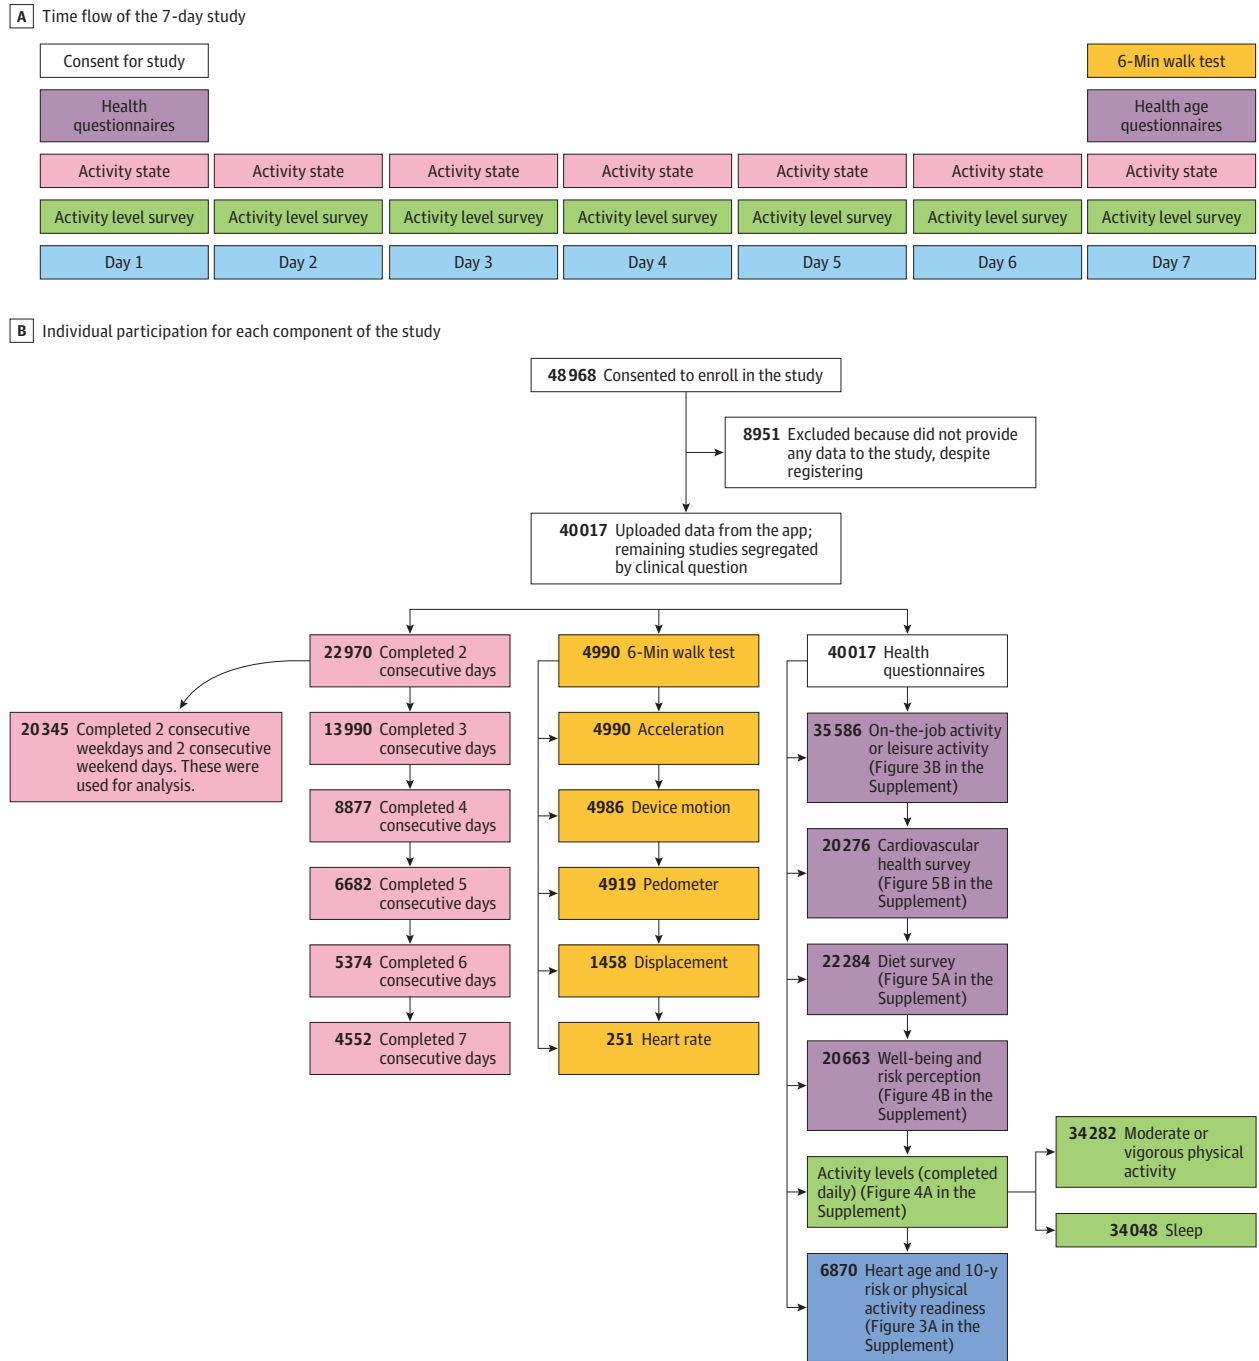 A Time flow of the 7-day study
Consent for study
6-Min walk test
Health
questionnaires
Health age
questionnaires
Activity state
Activity state
Activity state
Activity state
Activity state
Activity state
Activity state
Activity level survey
Activity level survey
Activity level survey
Activity level survey
Activity level survey
Activity level survey
Activity level survey
Day 1
Day 2
Day 3
Day 4
Day 5
Day 6
Day 7
B Individual participation for each component of the study
48968 Consented to enroll in the study
8951 Excluded because did not provide
any data to the study, despite
registering
40017 Uploaded data from the app;
remaining studies segregated
by clinical question
22970 Completed 2
consecutive days
20345 Completed 2 consecutive
weekdays and 2 consecutive
weekend days. These were
used for analysis.
13990 Completed 3
consecutive days
8877 Completed 4
consecutive days
6682 Completed 5
consecutive days
5374 Completed 6
consecutive days
4552 Completed 7
consecutive days
4990 6-Min walk test
4990 Acceleration
4986 Device motion
4919 Pedometer
1458 Displacement
251 Heart rate
40017 Health
questionnaires
35586 On-the-job activity
or leisure activity
(Figure 3B in the
Supplement)
20276 Cardiovascular
health survey
(Figure 5B in the
Supplement)
22284 Diet survey
(Figure 5A in the
Supplement)
20663 Well-being and
risk perception
(Figure 4B in the
Supplement)
Activity levels (completed
daily) (Figure 4A in the
Supplement)
34282 Moderate or
vigorous physical
activity
34048 Sleep
6870 Heart age and 10-y
risk or physical
activity readiness
(Figure 3A in the
Supplement)